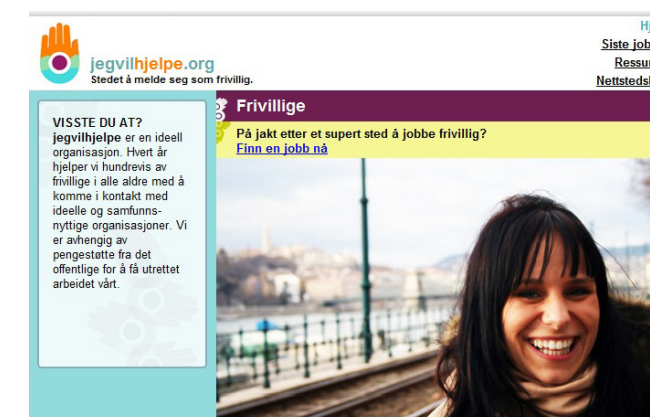 jegvilhjelpe.org
Stedet å melde seg som frivillig.
Siste
VISSTE DU AT?
jegvilhjelpe er en ideell
organisasjon. Hvert år
hjelper vi hundrevis av
frivillige i alle aldre med å
komme i kontakt med
ideelle og samfunns-
nyttige organisasjoner. Vi
er avhengig av
pengestøtte fra det
offentlige for å få utrettet
arbeidet vårt.
Frivillige
På jakt etter et supert sted å jobbe frivillig?
Finn en jobb nå